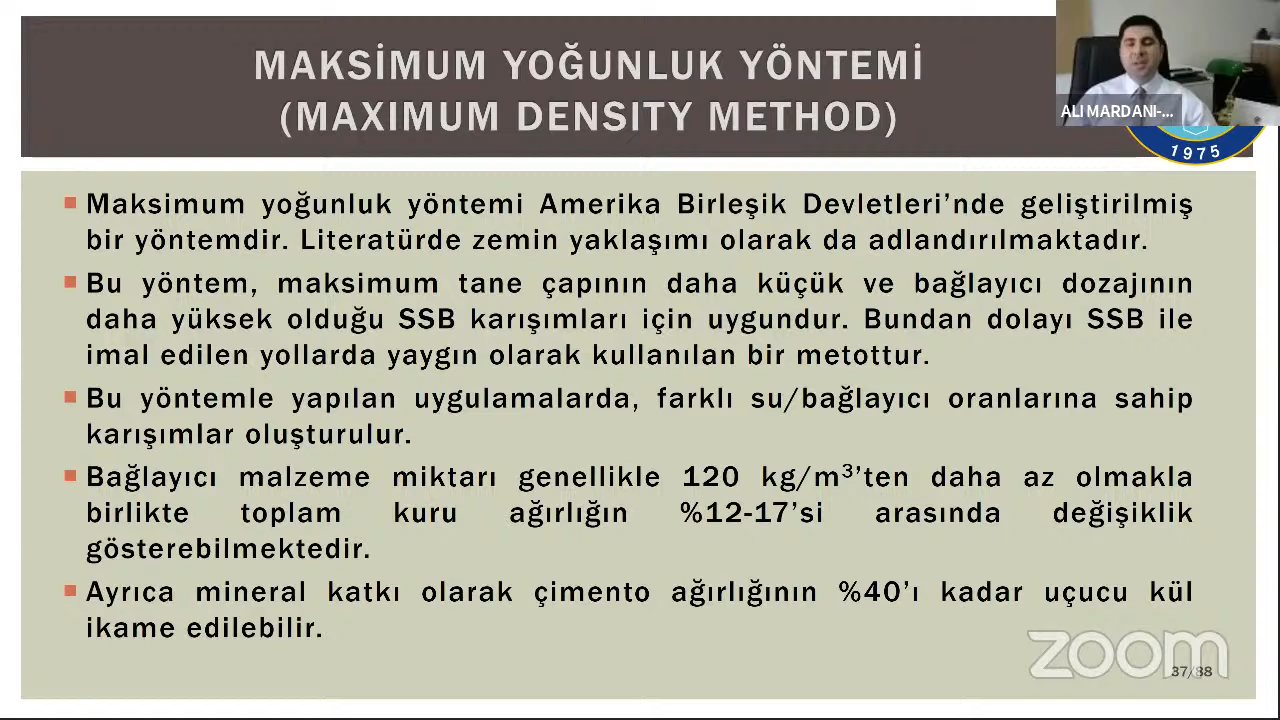 MAKSİMUM YOĞUNLUK YÖNTEMİ
(MAXIMUM DENSITY METHOD)
ALI MARDANI-...
1975
Maksimum yoğunluk yöntemi Amerika Birleşik Devletleri’nde geliştirilmiş
bir yöntemdir. Literatürde zemin yaklaşımı olarak da adlandırılmaktadır.
Bu yöntem, maksimum tane çapının daha küçük ve bağlayıcı dozajının
daha yüksek olduğu SSB karışımları için uygundur. Bundan dolayı SSB ile
imal edilen yollarda yaygın olarak kullanılan bir metottur.
Bu yöntemle yapılan uygulamalarda, farklı su/bağlayıcı oranlarına sahip
karışımlar oluşturulur.
Bağlayıcı malzeme miktarı genellikle 120 kg/m³’ten daha az olmakla
birlikte toplam kuru ağırlığın %12-17’si arasında değişiklik
gösterebilmektedir.
Ayrıca mineral katkı olarak çimento ağırlığının %40’ı kadar uçucu kül
ikame edilebilir.
zoom
37/88